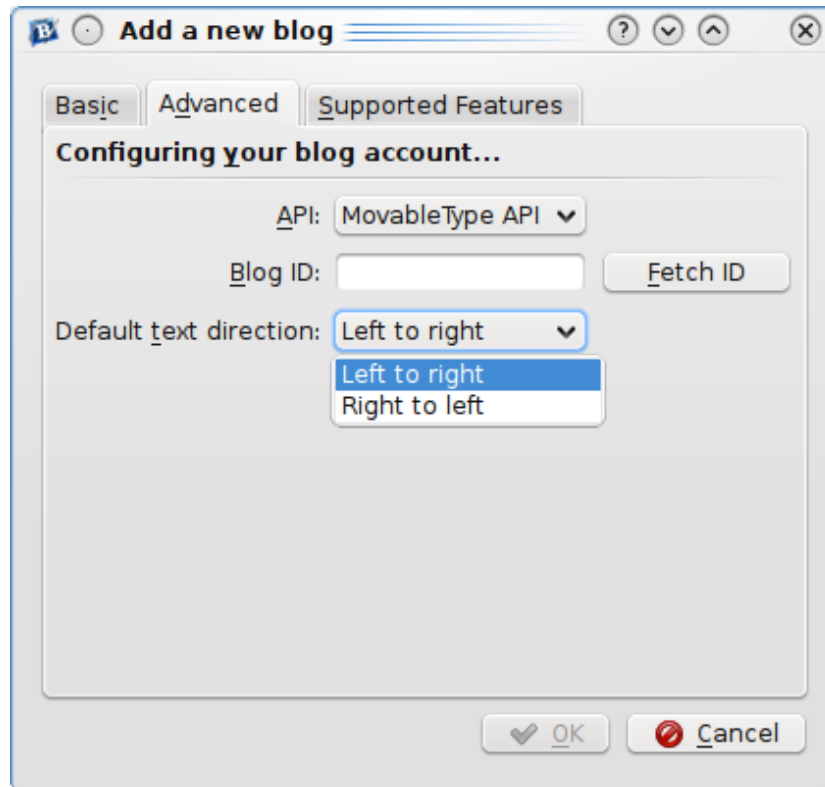 Add a new blog
Basic Advanced Supported Features
Configuring your blog account...
API: MovableType API
Blog ID: Fetch ID
Default text direction: Left to right
Left to right
Right to left
OK Cancel